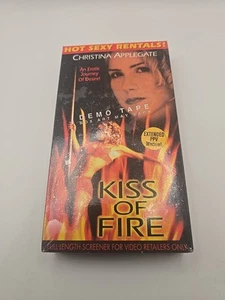 HOT SEXY RENTALS!
CHRISTINA APPLEGATE
An Erotic
Journey
Of Desire!
DEMO TAPE
EXTENDED
PPV
Version!
KISS
OF
FIRE
FULL LENGTH SCREENER FOR VIDEO RETAILERS ONLY